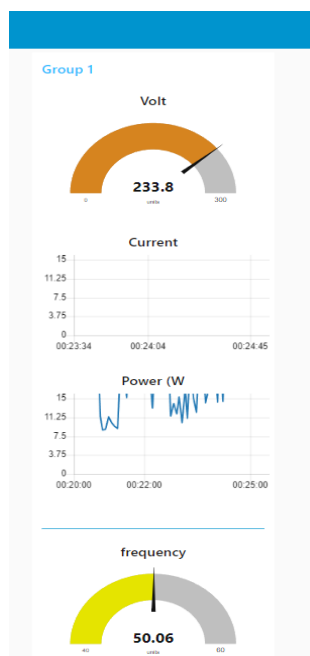 Group 1
Volt
233.8
units
0 300
Current
15
11.25
7.5
3.75
0
00:23:34 00:24:04 00:24:45
Power (W
15
11.25
7.5
3.75
0
00:20:00 00:22:00 00:25:00
frequency
50.06
units
40 60